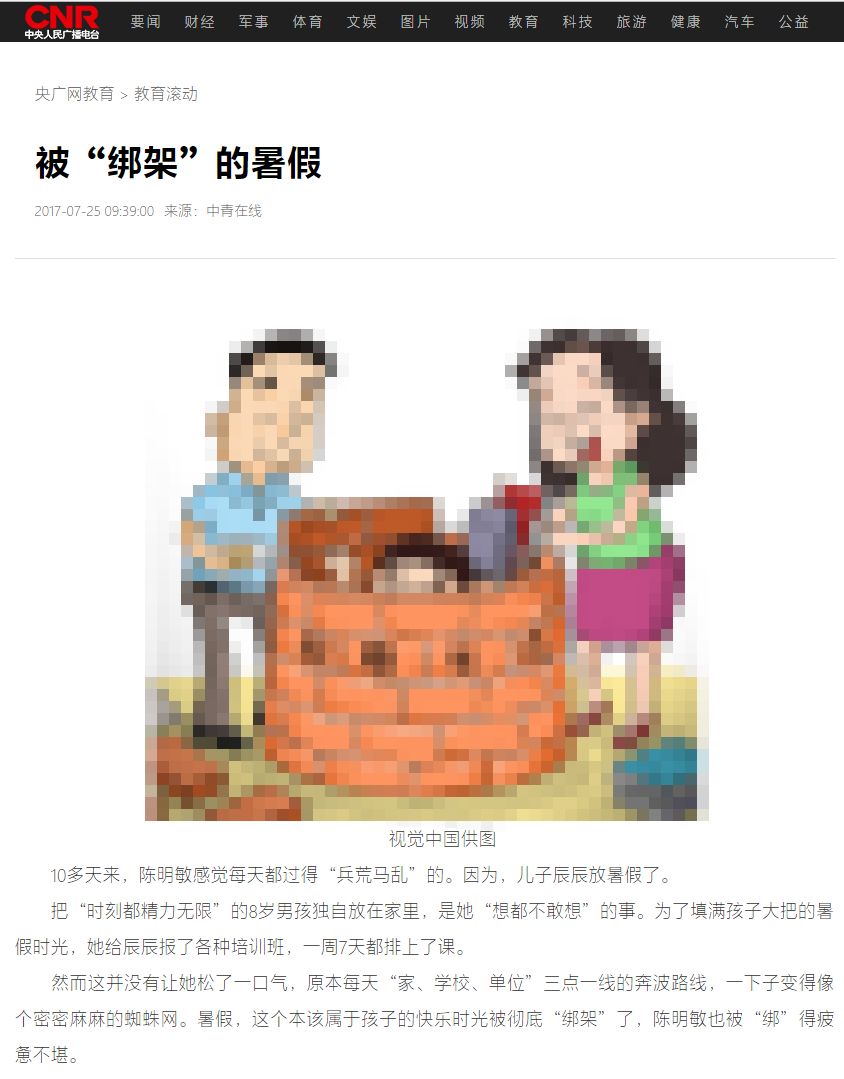 CNR
中央人民广播电台
要闻 财经 军事 体育 文娱 图片 视频 教育 科技 旅游 健康 汽车 公益
央广网教育 > 教育滚动
被“绑架”的暑假
2017-07-25 09:39:00 来源：中青在线
视觉中国供图
10多天来，陈明敏感觉每天都过得“兵荒马乱”的。因为，儿子辰辰放暑假了。
把“时刻都精力无限”的8岁男孩独自放在家里，是她“想都不敢想”的事。为了填满孩子大把的暑
假时光，她给辰辰报了各种培训班，一周7天都排上了课。
然而这并没有让她松了一口气，原本每天“家、学校、单位”三点一线的奔波路线，一下子变得像
个密密麻麻的蜘蛛网。暑假，这个本该属于孩子的快乐时光被彻底“绑架”了，陈明敏也被“绑”得疲
惫不堪。